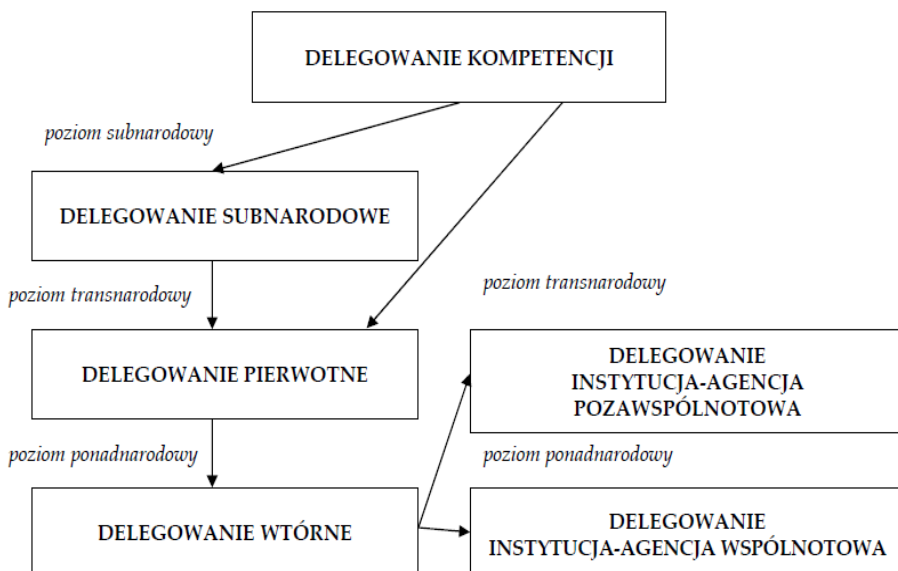 DELEGOWANIE KOMPETENCJI
poziom subnarodowy
DELEGOWANIE SUBNARODOWE
poziom transnarodowy
poziom transnarodowy
DELEGOWANIE PIERWOTNE
DELEGOWANIE
INSTYTUCJA-AGENCJA
POZAWSPÓLNOTOWA
poziom ponadnarodowy
poziom ponadnarodowy
DELEGOWANIE WTÓRNE
DELEGOWANIE
INSTYTUCJA-AGENCJA WSPÓLNOTOWA